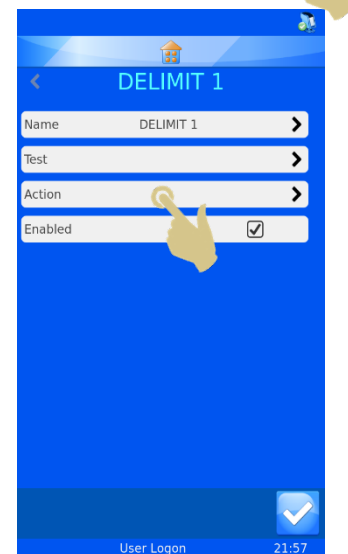 DELIMIT 1
Name DELIMIT 1
Test
Action
Enabled
User Logon 21:57